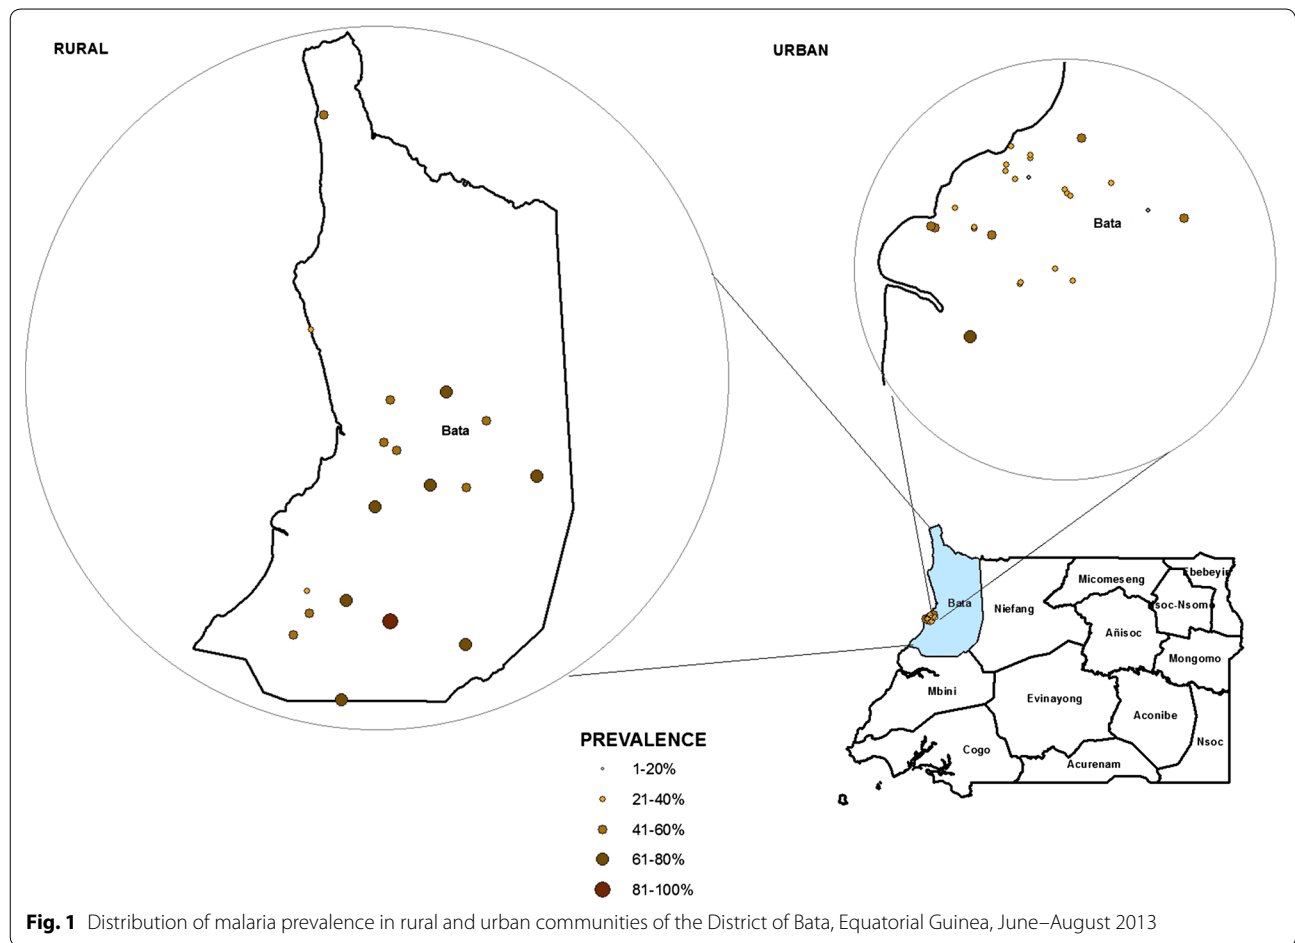 RURAL
URBAN
Bata
Bata
Bata
Niefang
Micomeseng
Ebebeyin
Nsoc-Nsomo
Añisoc
Mongomo
Mbini
Evinayong
Aconibe
Nsoc
Cogo
Acurenam
PREVALENCE
1-20%
21-40%
41-60%
61-80%
81-100%
Fig. 1 Distribution of malaria prevalence in rural and urban communities of the District of Bata, Equatorial Guinea, June–August 2013